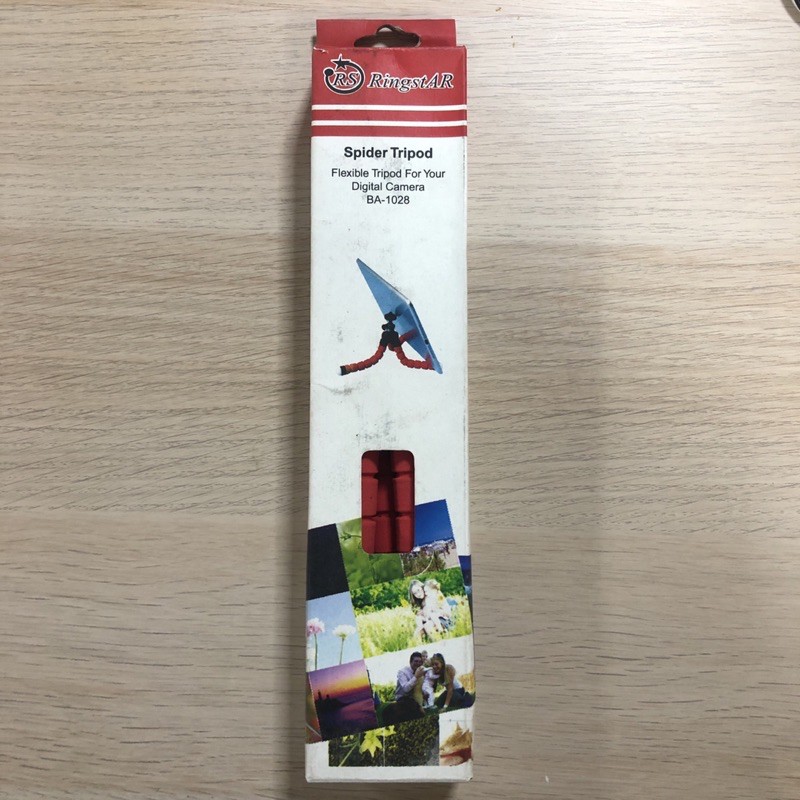 RS RingstAR
Spider Tripod
Flexible Tripod For Your
Digital Camera
BA-1028